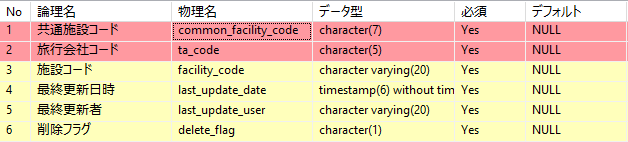 No 論理名 物理名 データ型 必須 デフォルト
1 共通施設コード common_facility_code character(7) Yes NULL
2 旅行会社コード ta_code character(5) Yes NULL
3 施設コード facility_code character varying(20) Yes NULL
4 最終更新日時 last_update_date timestamp(6) without tim Yes NULL
5 最終更新者 last_update_user character varying(20) Yes NULL
6 削除フラグ delete_flag character(1) Yes NULL